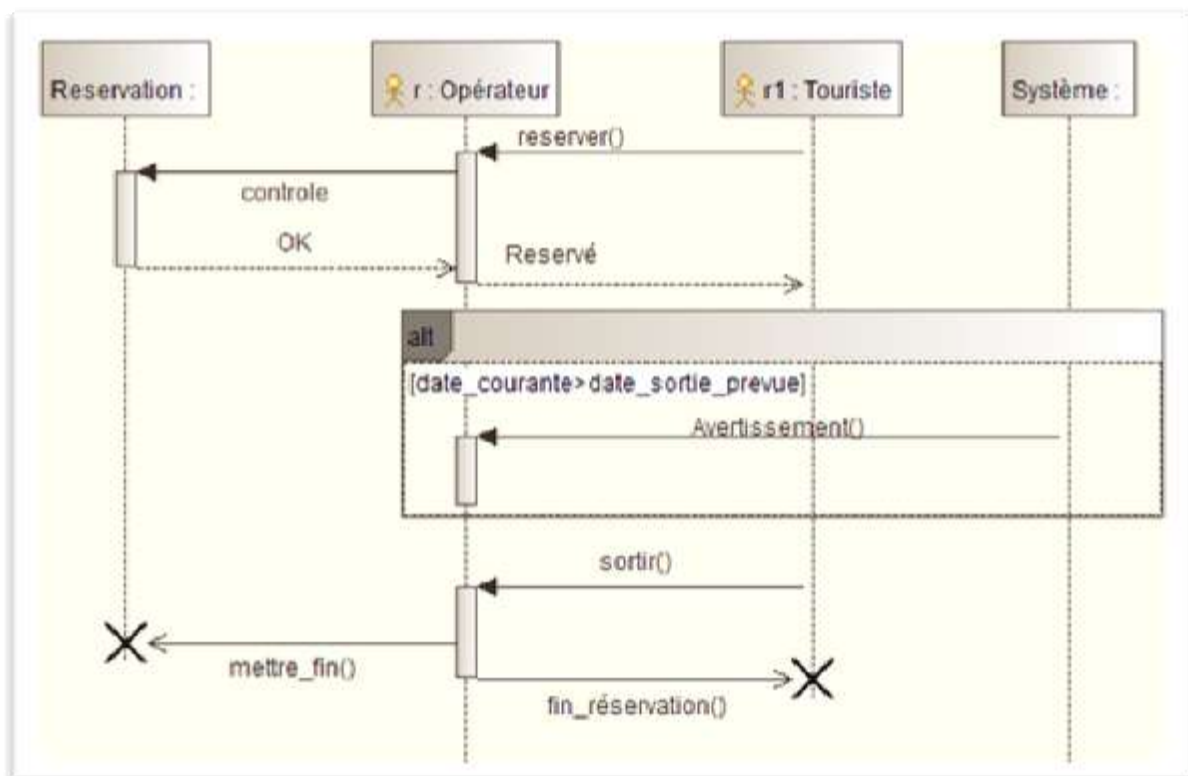 Reservation :
r : Opérateur
r1 : Touriste
Système :
reserver()
controle
OK
Reservé
alt
[date_courante>date_sortie_prevue]
Avertissement()
sortir()
mettre_fin()
fin_réservation()